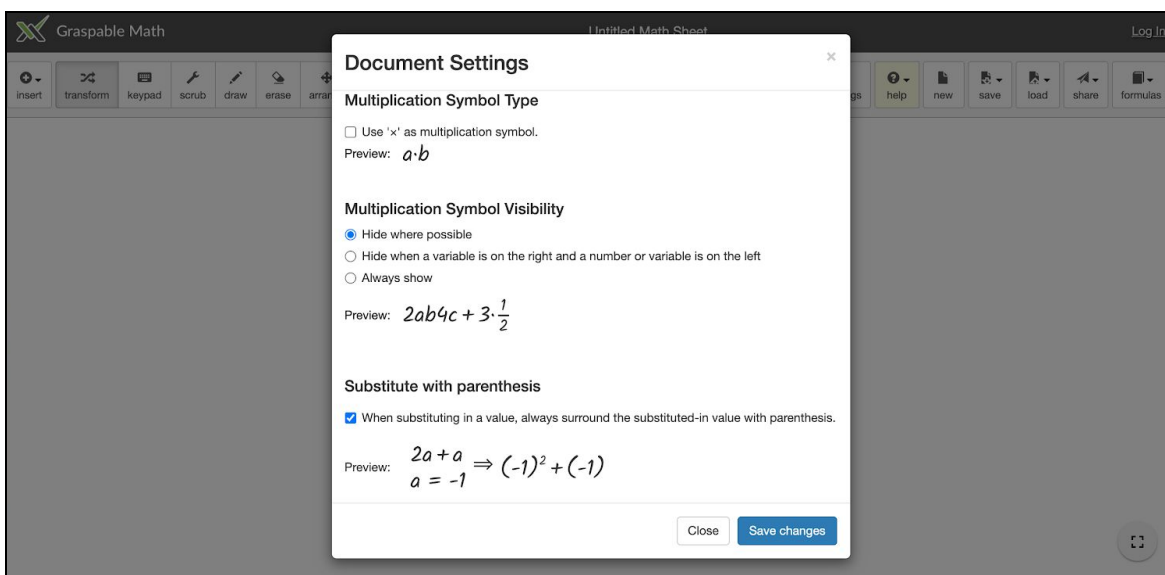 Graspable Math
Untitled Math Sheet
Log In
insert
transform
keypad
scrub
draw
erase
help
new
save
load
share
formulas
Document Settings
×
Multiplication Symbol Type
Use '×' as multiplication symbol.
Preview: a·b
Multiplication Symbol Visibility
Hide where possible
Hide when a variable is on the right and a number or variable is on the left
Always show
Preview: 2ab4c + 3·1/2
Substitute with parenthesis
When substituting in a value, always surround the substituted-in value with parenthesis.
2a + a
Preview: ⇒ (-1)² + (-1)
a = -1
Close
Save changes